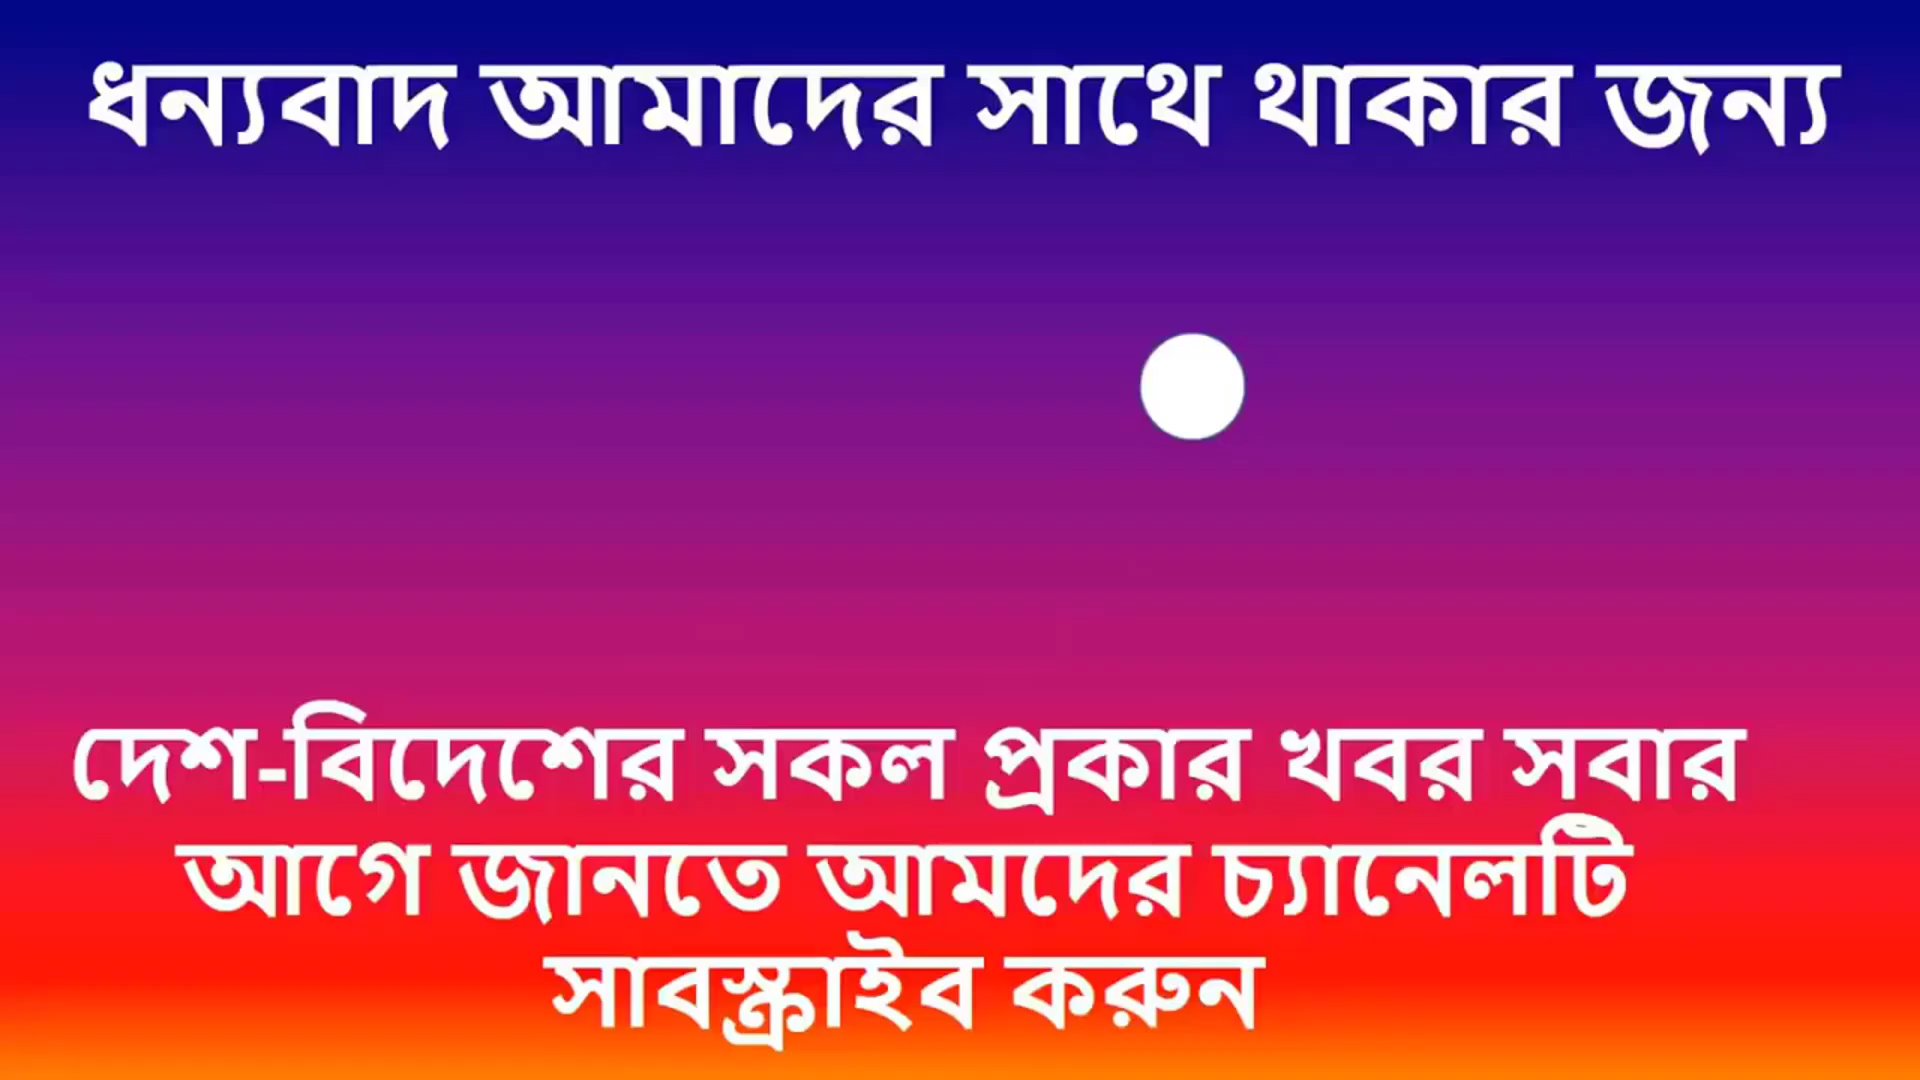 ধন্যবাদ আমাদের সাথে থাকার জন্য
দেশ-বিদেশের সকল প্রকার খবর সবার
আগে জানতে আমদের চ্যানেলটি
সাবস্ক্রাইব করুন